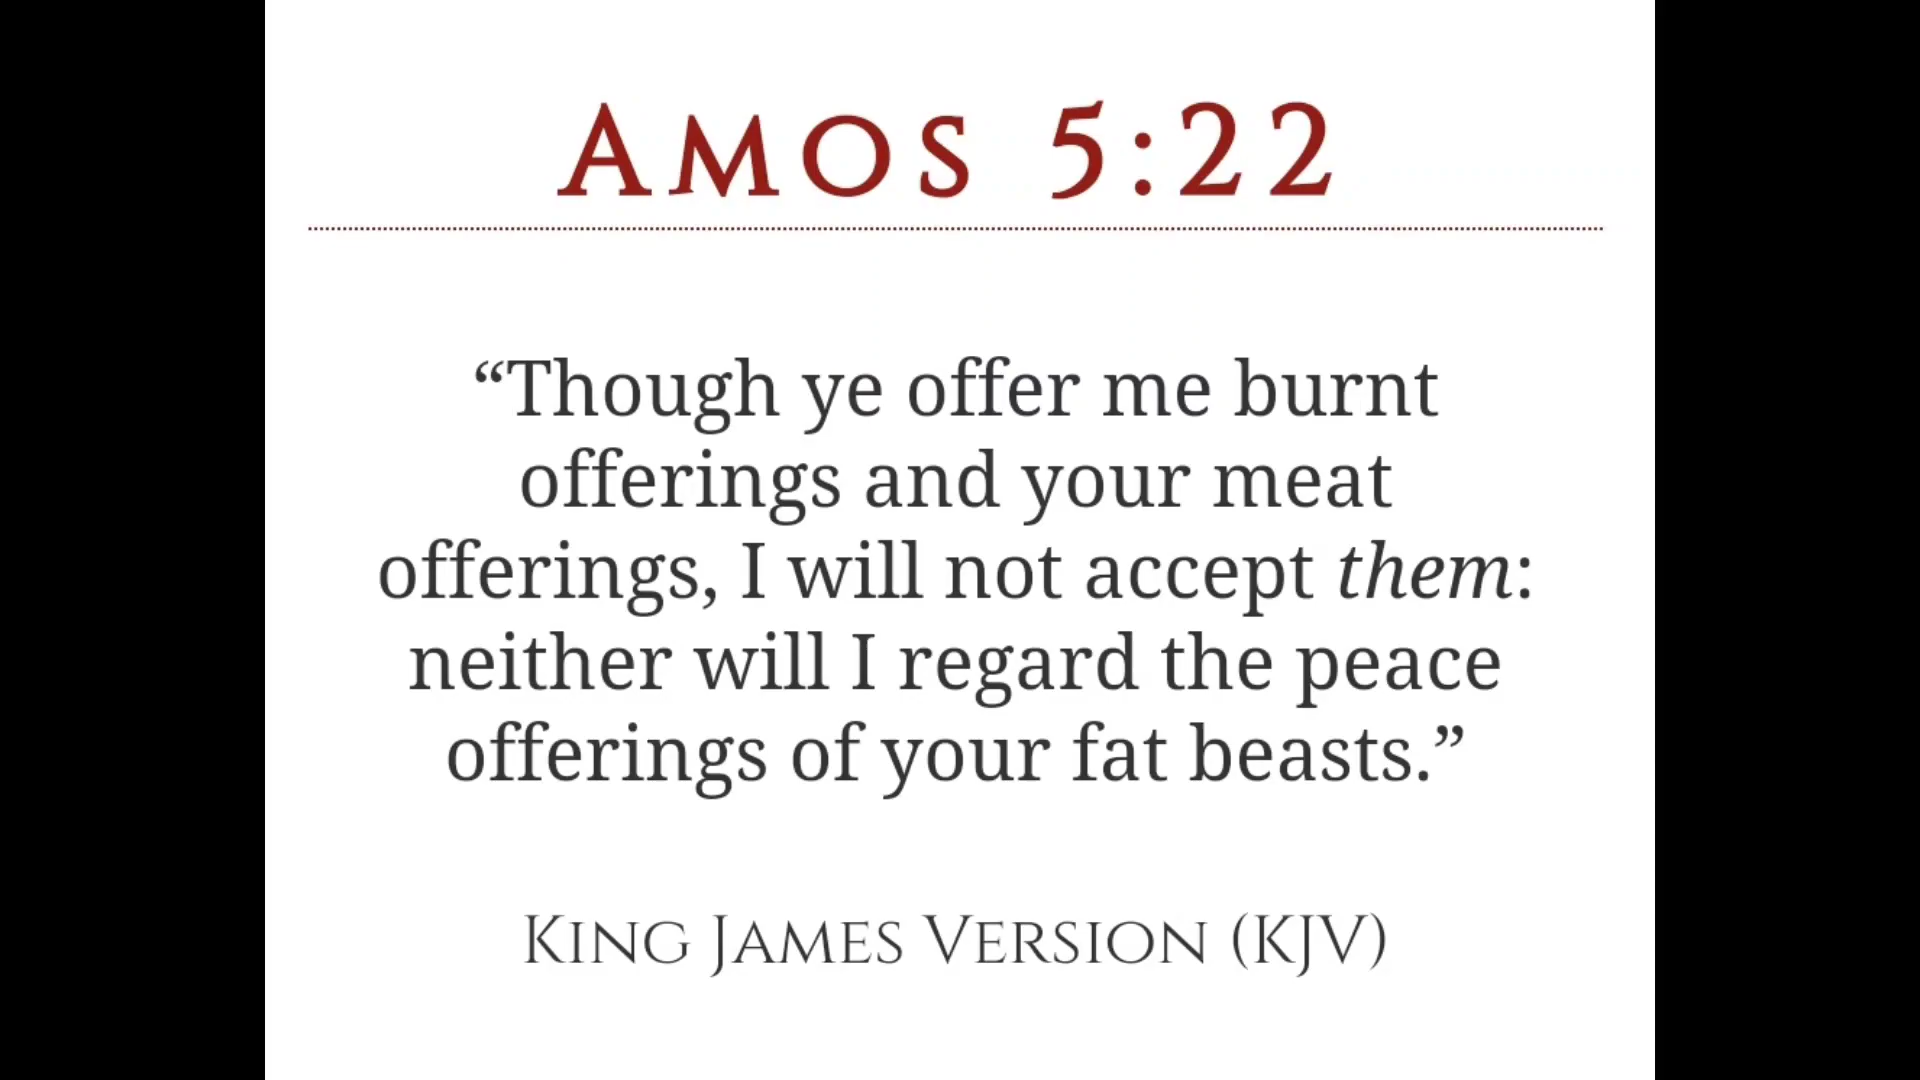 Amos 5:22
“Though ye offer me burnt
offerings and your meat
offerings, I will not accept them:
neither will I regard the peace
offerings of your fat beasts.”
King James Version (KJV)